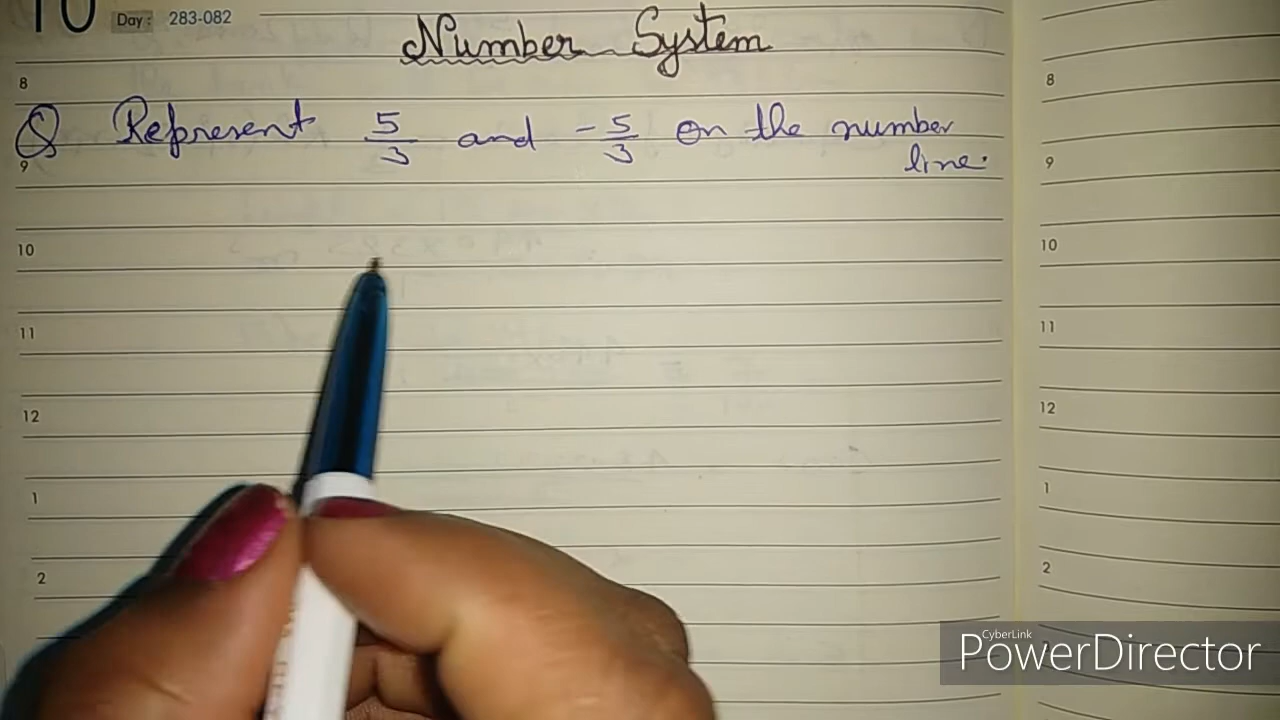 10 Day: 283-082
Number System
8 8
Q Represent 5/3 and -5/3 on the number
line.
9 9
10 10
11 11
12 12
1 1
2 2
CyberLink
PowerDirector